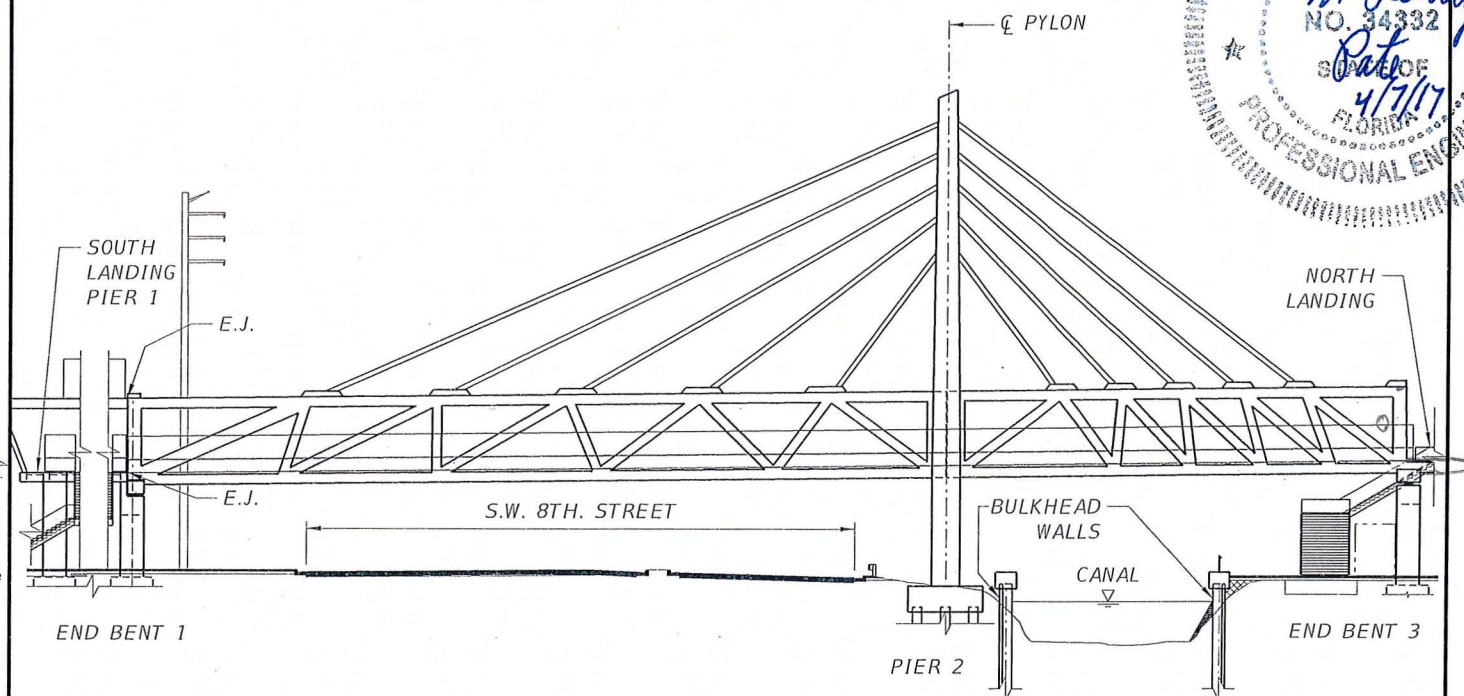 ℄ PYLON
NO. 34332
STATE OF
4/7/17
FLORIDA
PROFESSIONAL
SOUTH
LANDING
PIER 1
E.J.
NORTH
LANDING
E.J.
S.W. 8TH. STREET
BULKHEAD
WALLS
CANAL
END BENT 1
PIER 2
END BENT 3